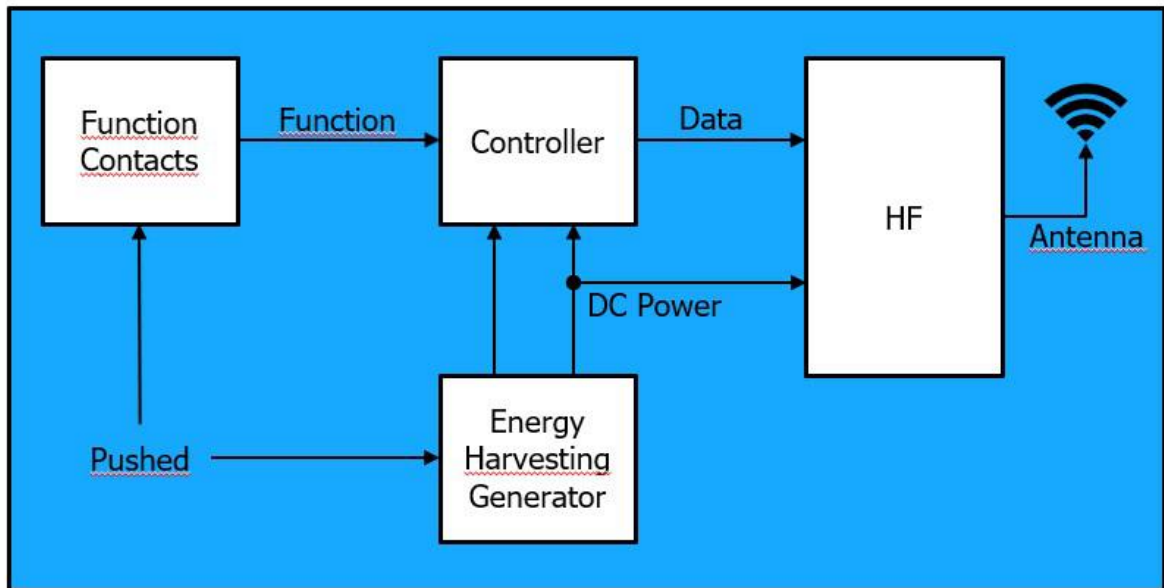 Function
Contacts
Function
Controller
Data
HF
Antenna
DC Power
Pushed
Energy
Harvesting
Generator